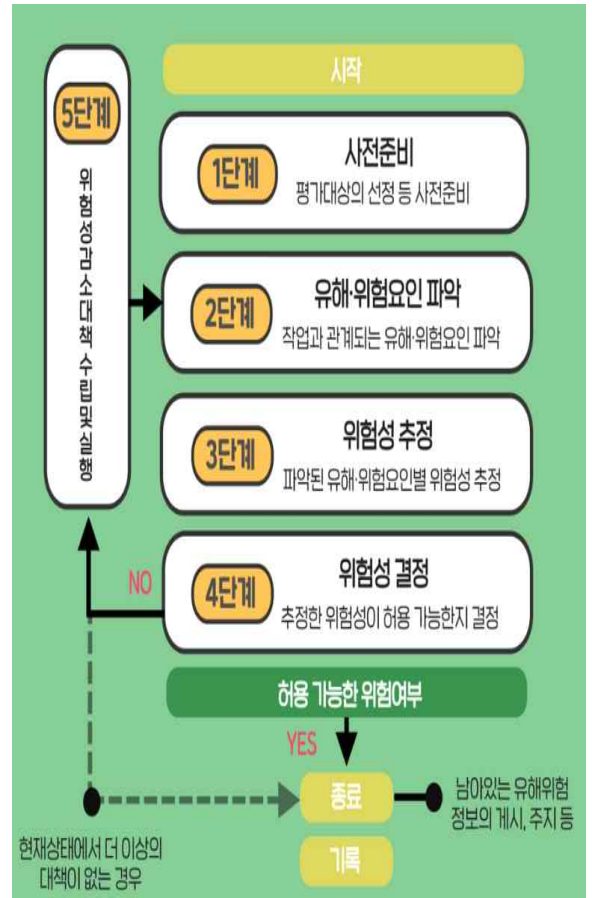 시작
5단계
위험성감소대책 수립및실행
1단계
사전준비
평가대상의 선정 등 사전준비
2단계
유해·위험요인 파악
작업과 관계되는 유해·위험요인 파악
3단계
위험성 추정
파악된 유해·위험요인별 위험성 추정
4단계
위험성 결정
추정한 위험성이 허용 가능한지 결정
NO
허용 가능한 위험여부
YES
종료
남아있는 유해위험
정보의 게시, 주지 등
현재상태에서 더 이상의
대책이 없는 경우
기록